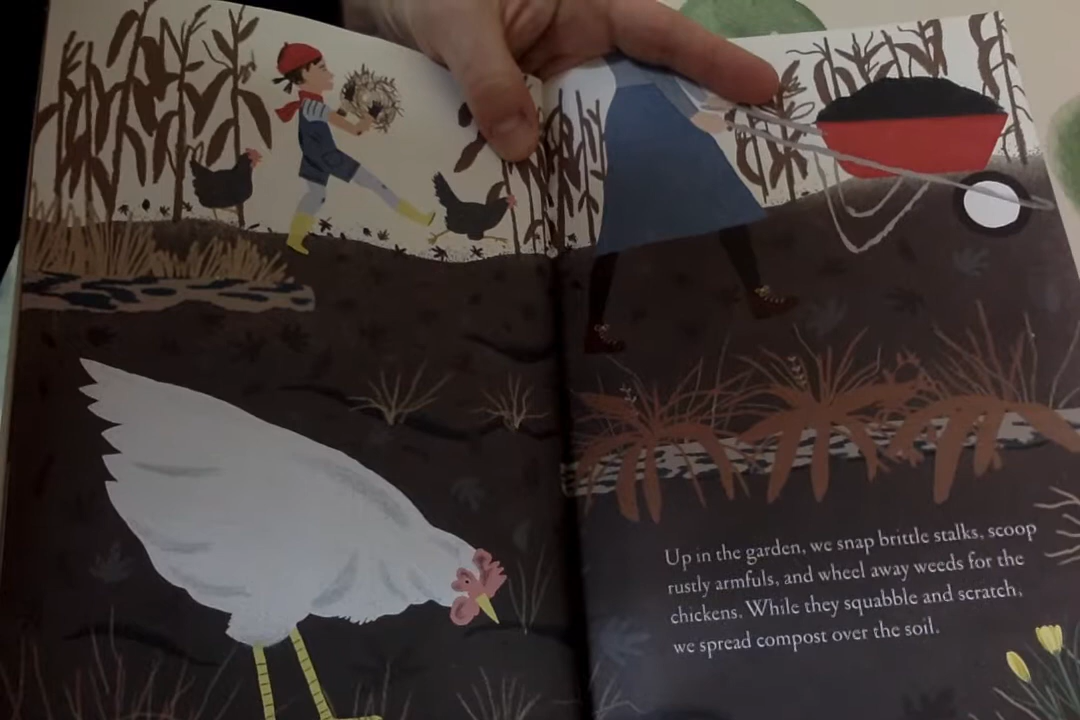 Up in the garden, we snap brittle stalks, scoop
rustly armfuls, and wheel away weeds for the
chickens. While they squabble and scratch,
we spread compost over the soil.